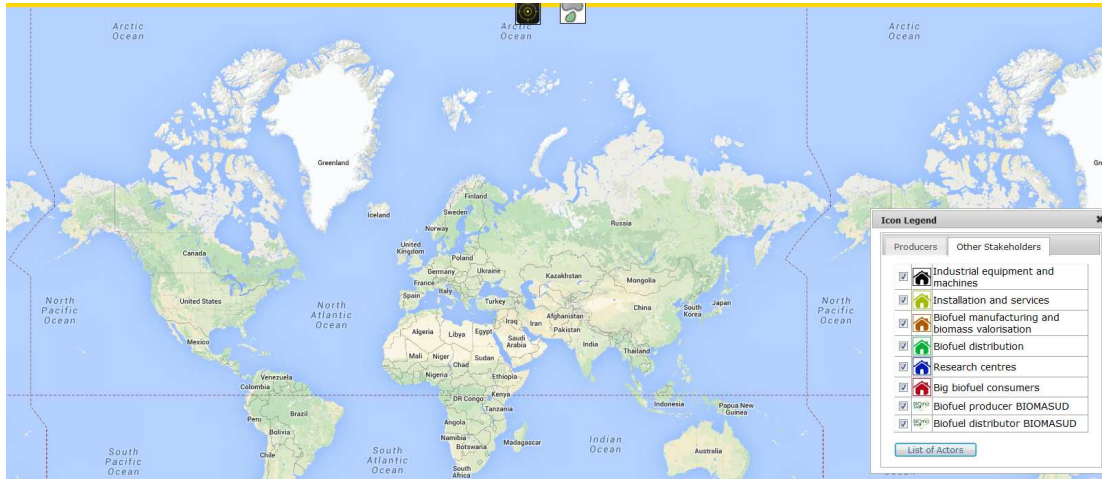 Arctic
Ocean
Arctic
Ocean
Arctic
Ocean
Greenland
Iceland
Finland
Sweden
Norway
Russia
United
Kingdom
Poland
Germany
Ukraine
France
Italy
Spain
Turkey
Kazakhstan
Mongolia
China
South
Korea
Japan
Canada
United States
Mexico
North
Pacific
Ocean
North
Atlantic
Ocean
North
Pacific
Ocean
Algeria
Libya
Egypt
Iraq
Iran
Afghanistan
Pakistan
Saudi
Arabia
India
Thailand
Mali
Niger
Chad
Sudan
Nigeria
Ethiopia
Kenya
DR Congo
Tanzania
Angola
Namibia
Botswana
Madagascar
South
Africa
Venezuela
Colombia
Brazil
Peru
Bolivia
Chile
Indonesia
Papua New
Guinea
Australia
South
Pacific
Ocean
South
Atlantic
Ocean
Indian
Ocean
Icon Legend
Producers
Other Stakeholders
Industrial equipment and
machines
Installation and services
Biofuel manufacturing and
biomass valorisation
Biofuel distribution
Research centres
Big biofuel consumers
Biofuel producer BIOMASUD
Biofuel distributor BIOMASUD
List of Actors